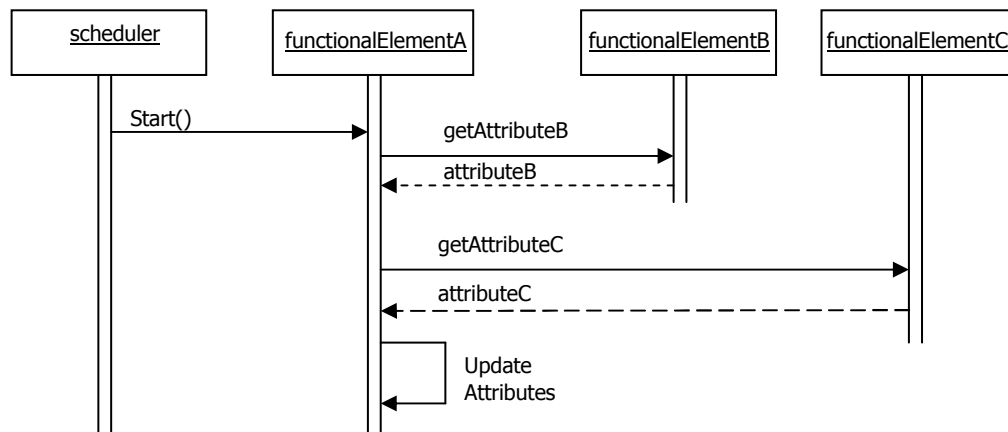 scheduler
functionalElementA
functionalElementB
functionalElementC
Start()
getAttributeB
attributeB
getAttributeC
attributeC
Update
Attributes